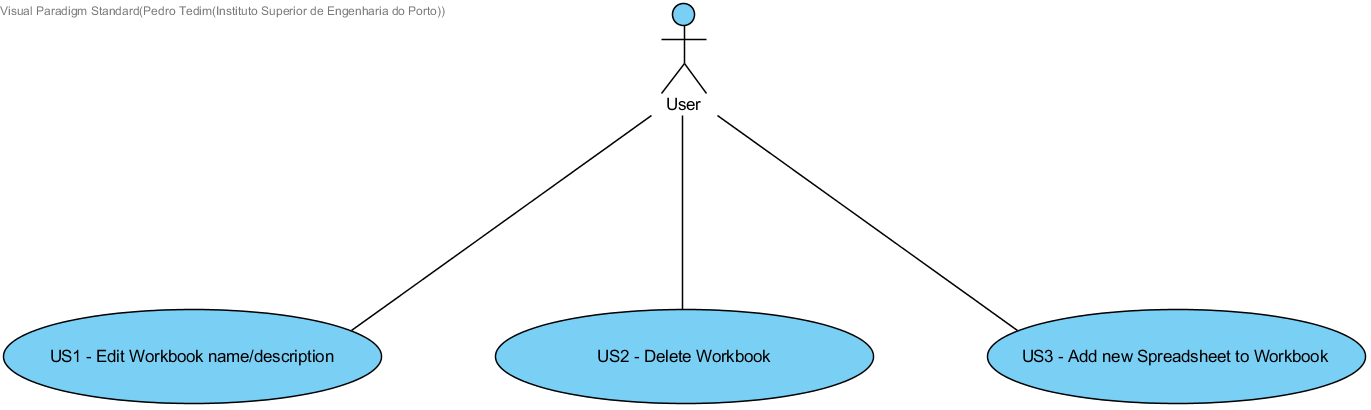 Visual Paradigm Standard(Pedro Tedim(Instituto Superior de Engenharia do Porto))
User
US1 - Edit Workbook name/description
US2 - Delete Workbook
US3 - Add new Spreadsheet to Workbook